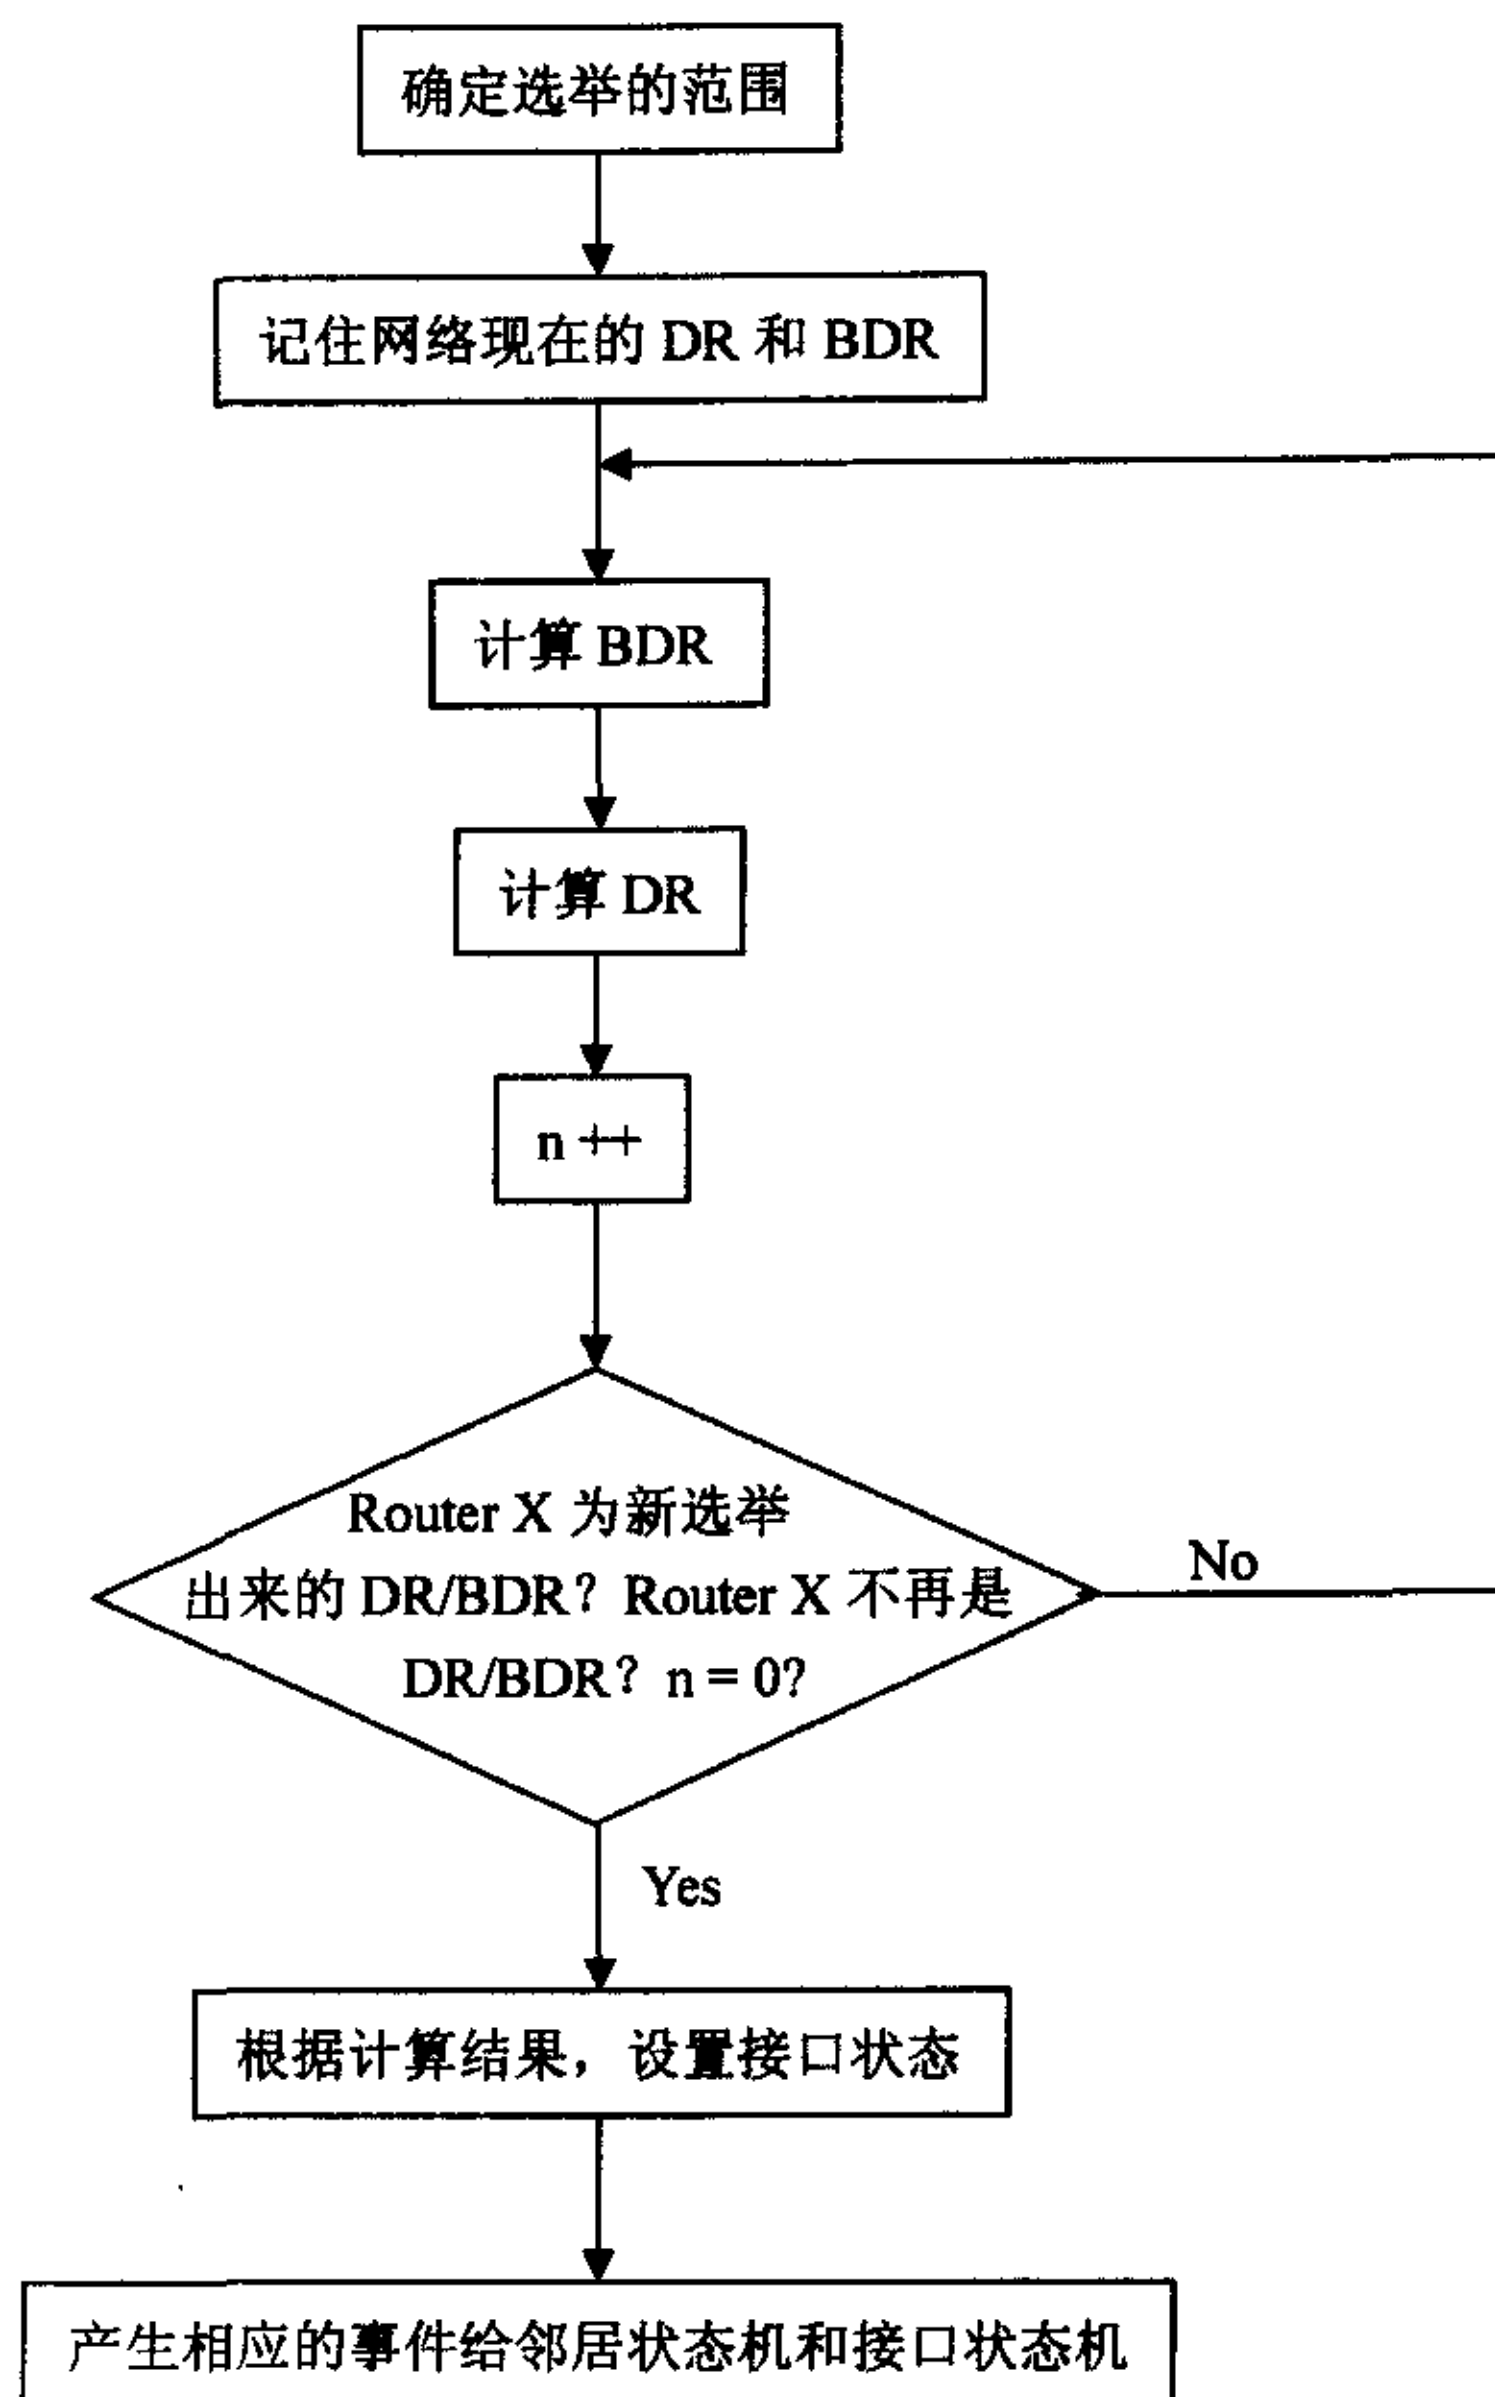 确定选举的范围
记住网络现在的 DR 和 BDR
计算 BDR
计算 DR
n ++
Router X 为新选举
出来的 DR/BDR？Router X 不再是
DR/BDR？n = 0?
No
Yes
根据计算结果，设置接口状态
产生相应的事件给邻居状态机和接口状态机